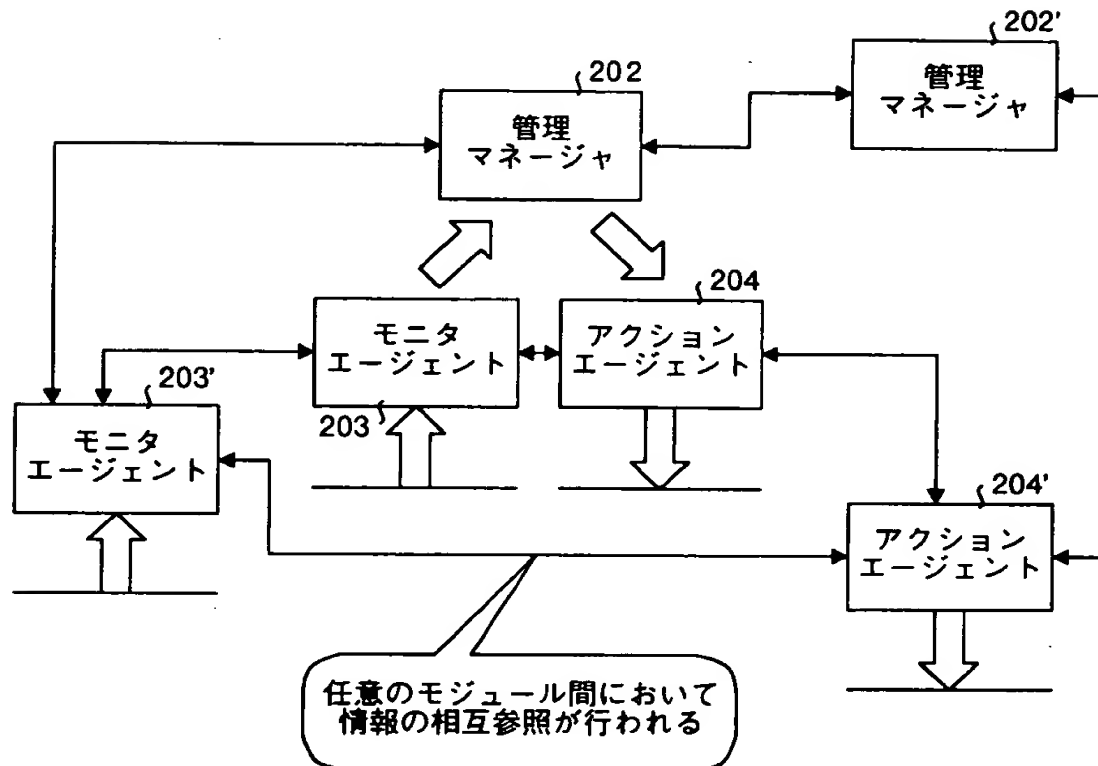 202'
管理
マネージャ
202
管理
マネージャ
204
モニタ
エージェント
203
アクション
エージェント
203'
モニタ
エージェント
204'
アクション
エージェント
任意のモジュール間において
情報の相互参照が行われる